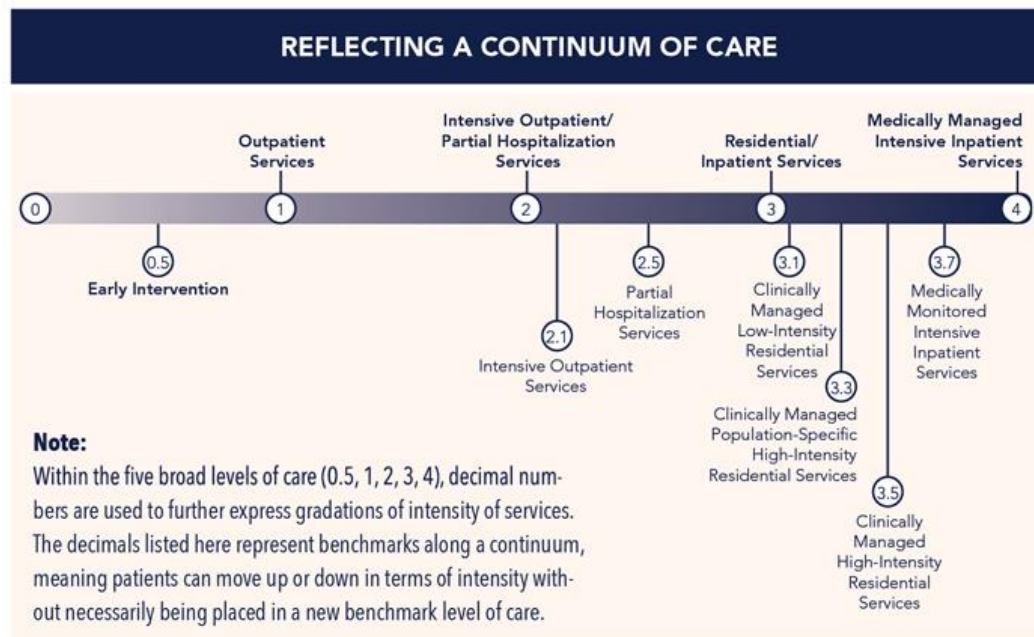 REFLECTING A CONTINUUM OF CARE
Outpatient
Services
Intensive Outpatient/
Partial Hospitalization
Services
Residential/
Inpatient Services
Medically Managed
Intensive Inpatient
Services
0
1
2
3
4
0.5
Early Intervention
2.1
Intensive Outpatient
Services
2.5
Partial
Hospitalization
Services
3.1
Clinically
Managed
Low-Intensity
Residential
Services
3.3
Clinically Managed
Population-Specific
High-Intensity
Residential Services
3.5
Clinically
Managed
High-Intensity
Residential
Services
3.7
Medically
Monitored
Intensive
Inpatient
Services
Note:
Within the five broad levels of care (0.5, 1, 2, 3, 4), decimal num-
bers are used to further express gradations of intensity of services.
The decimals listed here represent benchmarks along a continuum,
meaning patients can move up or down in terms of intensity with-
out necessarily being placed in a new benchmark level of care.